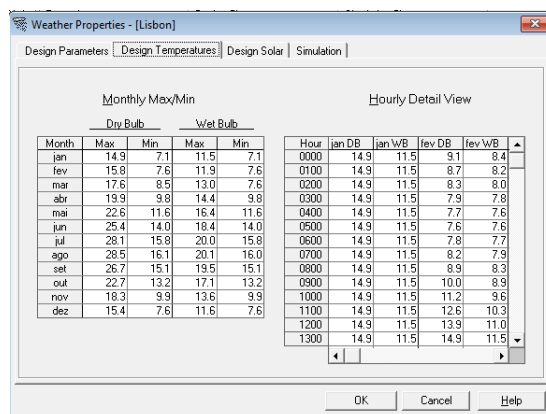 Weather Properties - [Lisbon]
Design Parameters Design Temperatures Design Solar Simulation
Monthly Max/Min
Dry Bulb Wet Bulb
Month Max Min Max Min
jan 14.9 7.1 11.5 7.1
fev 15.8 7.6 11.9 7.6
mar 17.6 8.5 13.0 7.6
abr 19.9 9.8 14.4 9.8
mai 22.6 11.6 16.4 11.6
jun 25.4 14.0 18.4 14.0
jul 28.1 15.8 20.0 15.8
ago 28.5 16.1 20.1 16.0
set 26.7 15.1 19.5 15.1
out 22.7 13.2 17.1 13.2
nov 18.3 9.9 13.6 9.9
dez 15.4 7.6 11.6 7.6
Hourly Detail View
Hour jan DB jan WB fev DB fev WB
0000 14.9 11.5 9.1 8.4
0100 14.9 11.5 8.7 8.2
0200 14.9 11.5 8.3 8.0
0300 14.9 11.5 7.9 7.8
0400 14.9 11.5 7.7 7.6
0500 14.9 11.5 7.6 7.6
0600 14.9 11.5 7.8 7.7
0700 14.9 11.5 8.2 7.9
0800 14.9 11.5 8.9 8.3
0900 14.9 11.5 10.0 8.9
1000 14.9 11.5 11.2 9.6
1100 14.9 11.5 12.6 10.3
1200 14.9 11.5 13.9 11.0
1300 14.9 11.5 14.9 11.5
OK Cancel Help